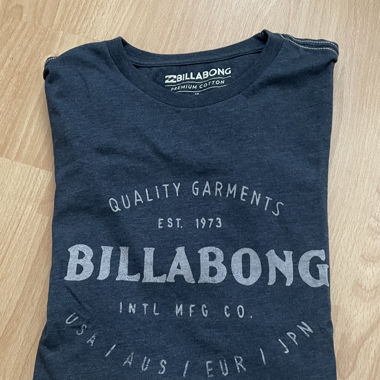 BILLABONG
PREMIUM COTTON
QUALITY GARMENTS
EST. 1973
BILLABONG
INTL MFG CO.
USA / AUS / EUR / JPN